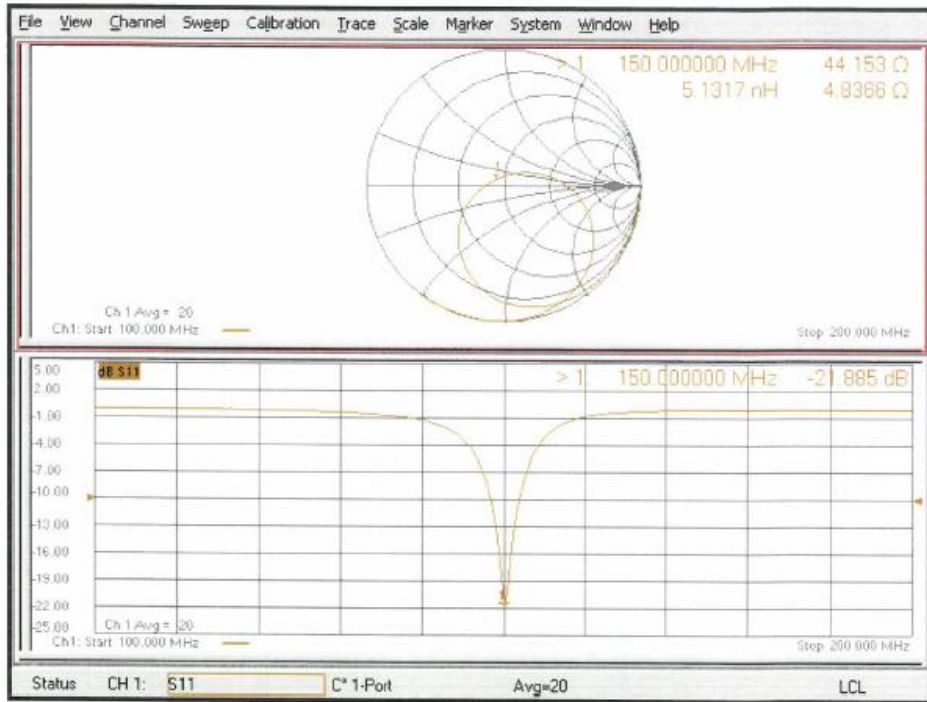 File View Channel Sweep Calibration Trace Scale Marker System Window Help
> 1 150.000000 MHz 44.153 Ω
5.1317 nH 4.8366 Ω
1
Ch 1 Avg = 20
Ch1: Start 100.000 MHz
Stop 200.000 MHz
5.00
dB S11
> 1 150.000000 MHz -21.885 dB
2.00
-1.00
-4.00
-7.00
-10.00
-13.00
-16.00
-19.00
-22.00
-25.00
Ch 1 Avg = 20
Ch1: Start 100.000 MHz
Stop 200.000 MHz
Status CH 1: S11 C* 1-Port Avg=20 LCL